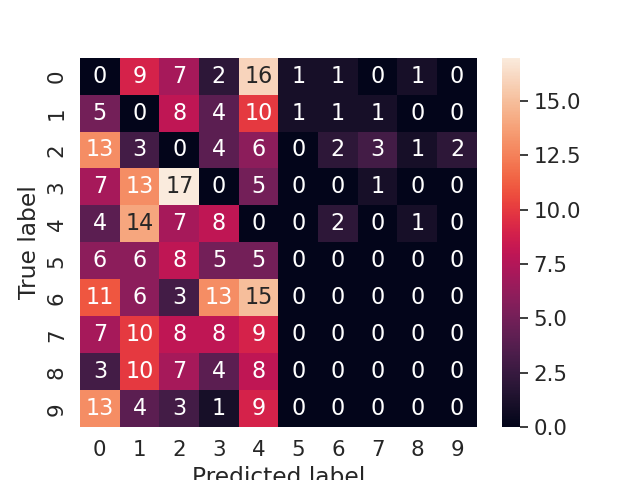 0 0 9 7 2 16 1 1 0 1 0
1 5 0 8 4 10 1 1 1 0 0
2 13 3 0 4 6 0 2 3 1 2
3 7 13 17 0 5 0 0 1 0 0
4 4 14 7 8 0 0 2 0 1 0
5 6 6 8 5 5 0 0 0 0 0
6 11 6 3 13 15 0 0 0 0 0
7 7 10 8 8 9 0 0 0 0 0
8 3 10 7 4 8 0 0 0 0 0
9 13 4 3 1 9 0 0 0 0 0
0 1 2 3 4 5 6 7 8 9
Predicted label
True label
15.0
12.5
10.0
7.5
5.0
2.5
0.0